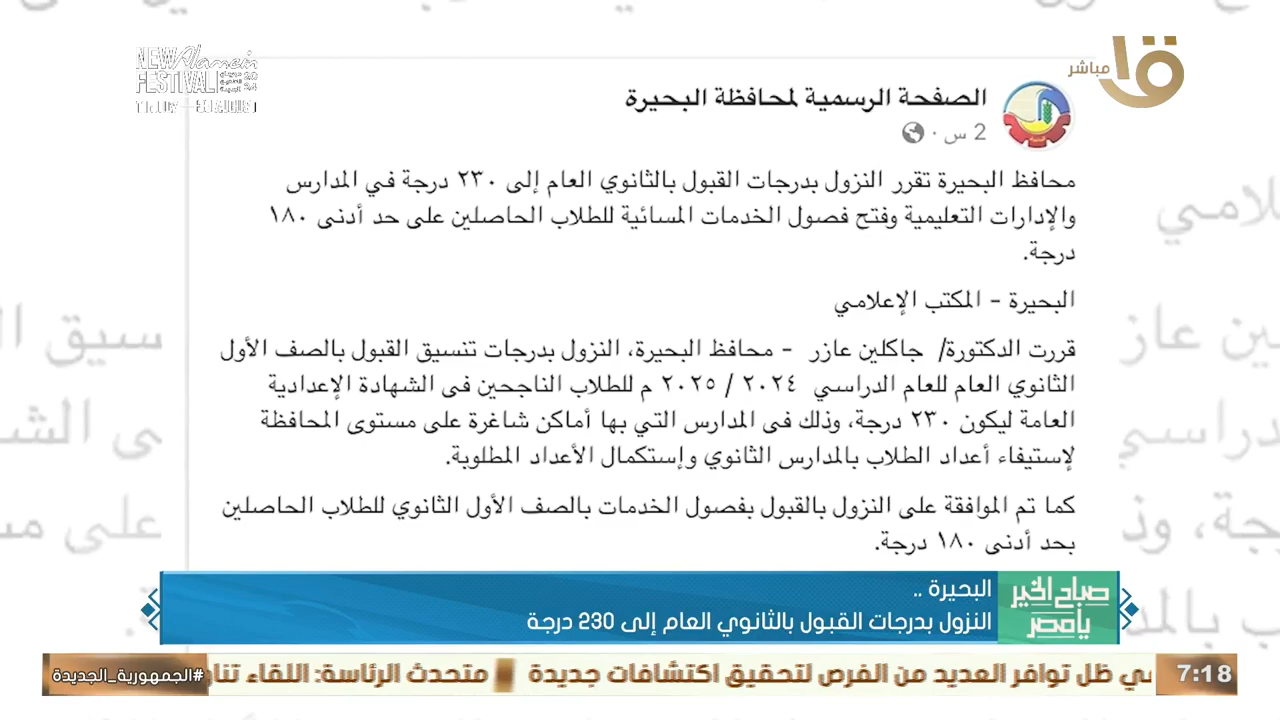 NEW Alamein
FESTIVAL
2024
مباشر
الصفحة الرسمية لمحافظة البحيرة
2 س ·
محافظ البحيرة تقرر النزول بدرجات القبول بالثانوي العام إلى ٢٣٠ درجة في المدارس
والإدارات التعليمية وفتح فصول الخدمات المسائية للطلاب الحاصلين على حد أدنى ١٨٠
درجة.
البحيرة - المكتب الإعلامي
قررت الدكتورة/ جاكلين عازر - محافظ البحيرة، النزول بدرجات تنسيق القبول بالصف الأول
الثانوي العام للعام الدراسي ٢٠٢٤ / ٢٠٢٥ م للطلاب الناجحين فى الشهادة الإعدادية
العامة ليكون ٢٣٠ درجة، وذلك فى المدارس التي بها أماكن شاغرة على مستوى المحافظة
لإستيفاء أعداد الطلاب بالمدارس الثانوي وإستكمال الأعداد المطلوبة.
كما تم الموافقة على النزول بالقبول بفصول الخدمات بالصف الأول الثانوي للطلاب الحاصلين
بحد أدنى ١٨٠ درجة.
صباح الخير
يا مصر
البحيرة ..
النزول بدرجات القبول بالثانوي العام إلى 230 درجة
7:18
ظل توافر العديد من الفرص لتحقيق اكتشافات جديدة
متحدث الرئاسة: اللقاء
#الجمهورية_الجديدة